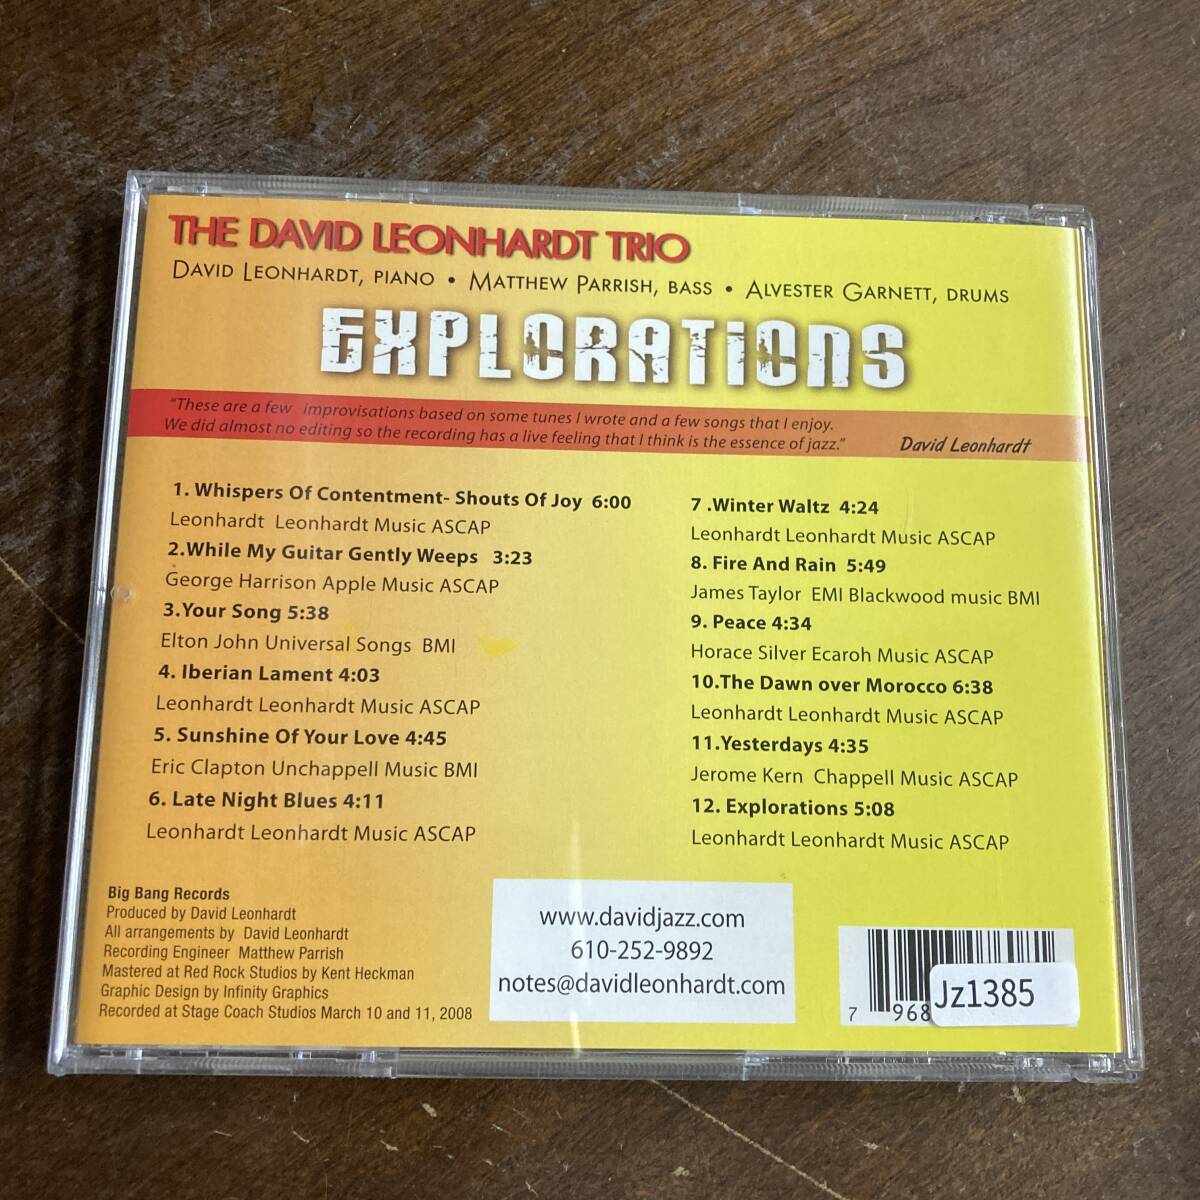 THE DAVID LEONHARDT TRIO
DAVID LEONHARDT, PIANO • MATTHEW PARRISH, BASS • ALVESTER GARNETT, DRUMS
EXPLORATIONS
"These are a few improvisations based on some tunes I wrote and a few songs that I enjoy.
We did almost no editing so the recording has a live feeling that I think is the essence of jazz."
David Leonhardt
1. Whispers Of Contentment- Shouts Of Joy 6:00
Leonhardt Leonhardt Music ASCAP
2.While My Guitar Gently Weeps 3:23
George Harrison Apple Music ASCAP
3.Your Song 5:38
Elton John Universal Songs BMI
4. Iberian Lament 4:03
Leonhardt Leonhardt Music ASCAP
5. Sunshine Of Your Love 4:45
Eric Clapton Unchappell Music BMI
6. Late Night Blues 4:11
Leonhardt Leonhardt Music ASCAP
7 .Winter Waltz 4:24
Leonhardt Leonhardt Music ASCAP
8. Fire And Rain 5:49
James Taylor EMI Blackwood music BMI
9. Peace 4:34
Horace Silver Ecaroh Music ASCAP
10.The Dawn over Morocco 6:38
Leonhardt Leonhardt Music ASCAP
11.Yesterdays 4:35
Jerome Kern Chappell Music ASCAP
12. Explorations 5:08
Leonhardt Leonhardt Music ASCAP
Big Bang Records
Produced by David Leonhardt
All arrangements by David Leonhardt
Recording Engineer Matthew Parrish
Mastered at Red Rock Studios by Kent Heckman
Graphic Design by Infinity Graphics
Recorded at Stage Coach Studios March 10 and 11, 2008
www.davidjazz.com
610-252-9892
notes@davidleonhardt.com
7 968
Jz1385